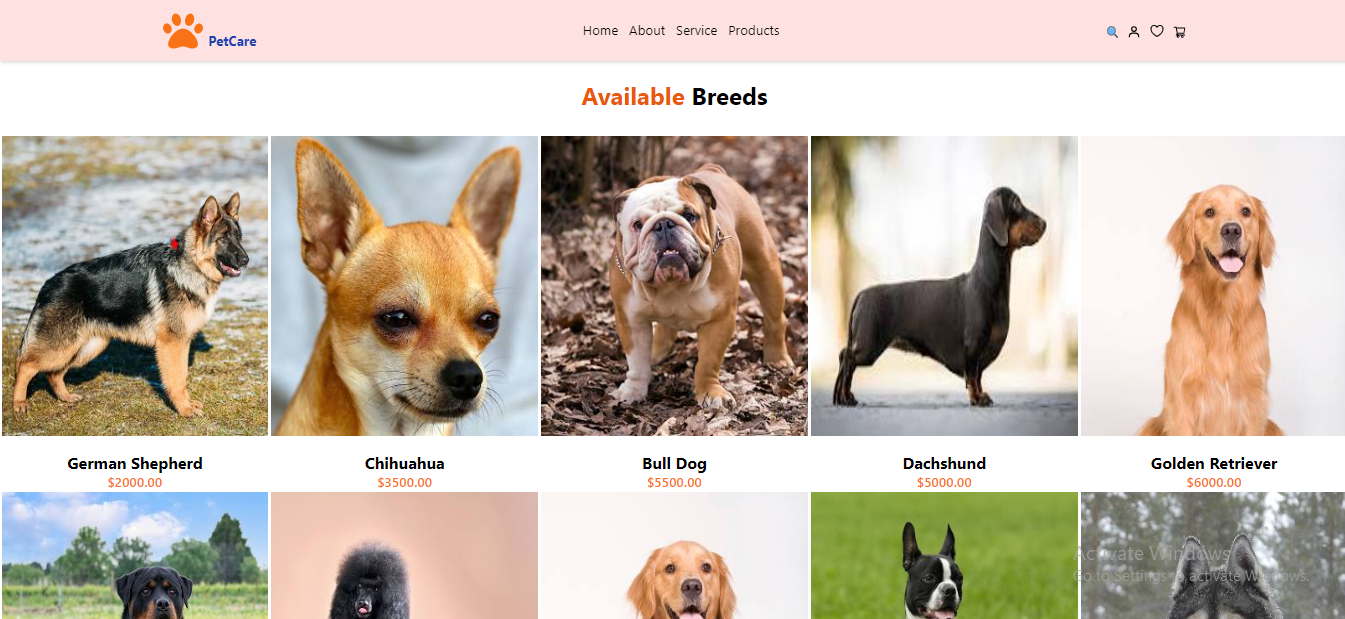 PetCare
Home About Service Products
Available Breeds
German Shepherd
$2000.00
Chihuahua
$3500.00
Bull Dog
$5500.00
Dachshund
$5000.00
Golden Retriever
$6000.00
Activate Windows
Go to Settings to activate Windows.